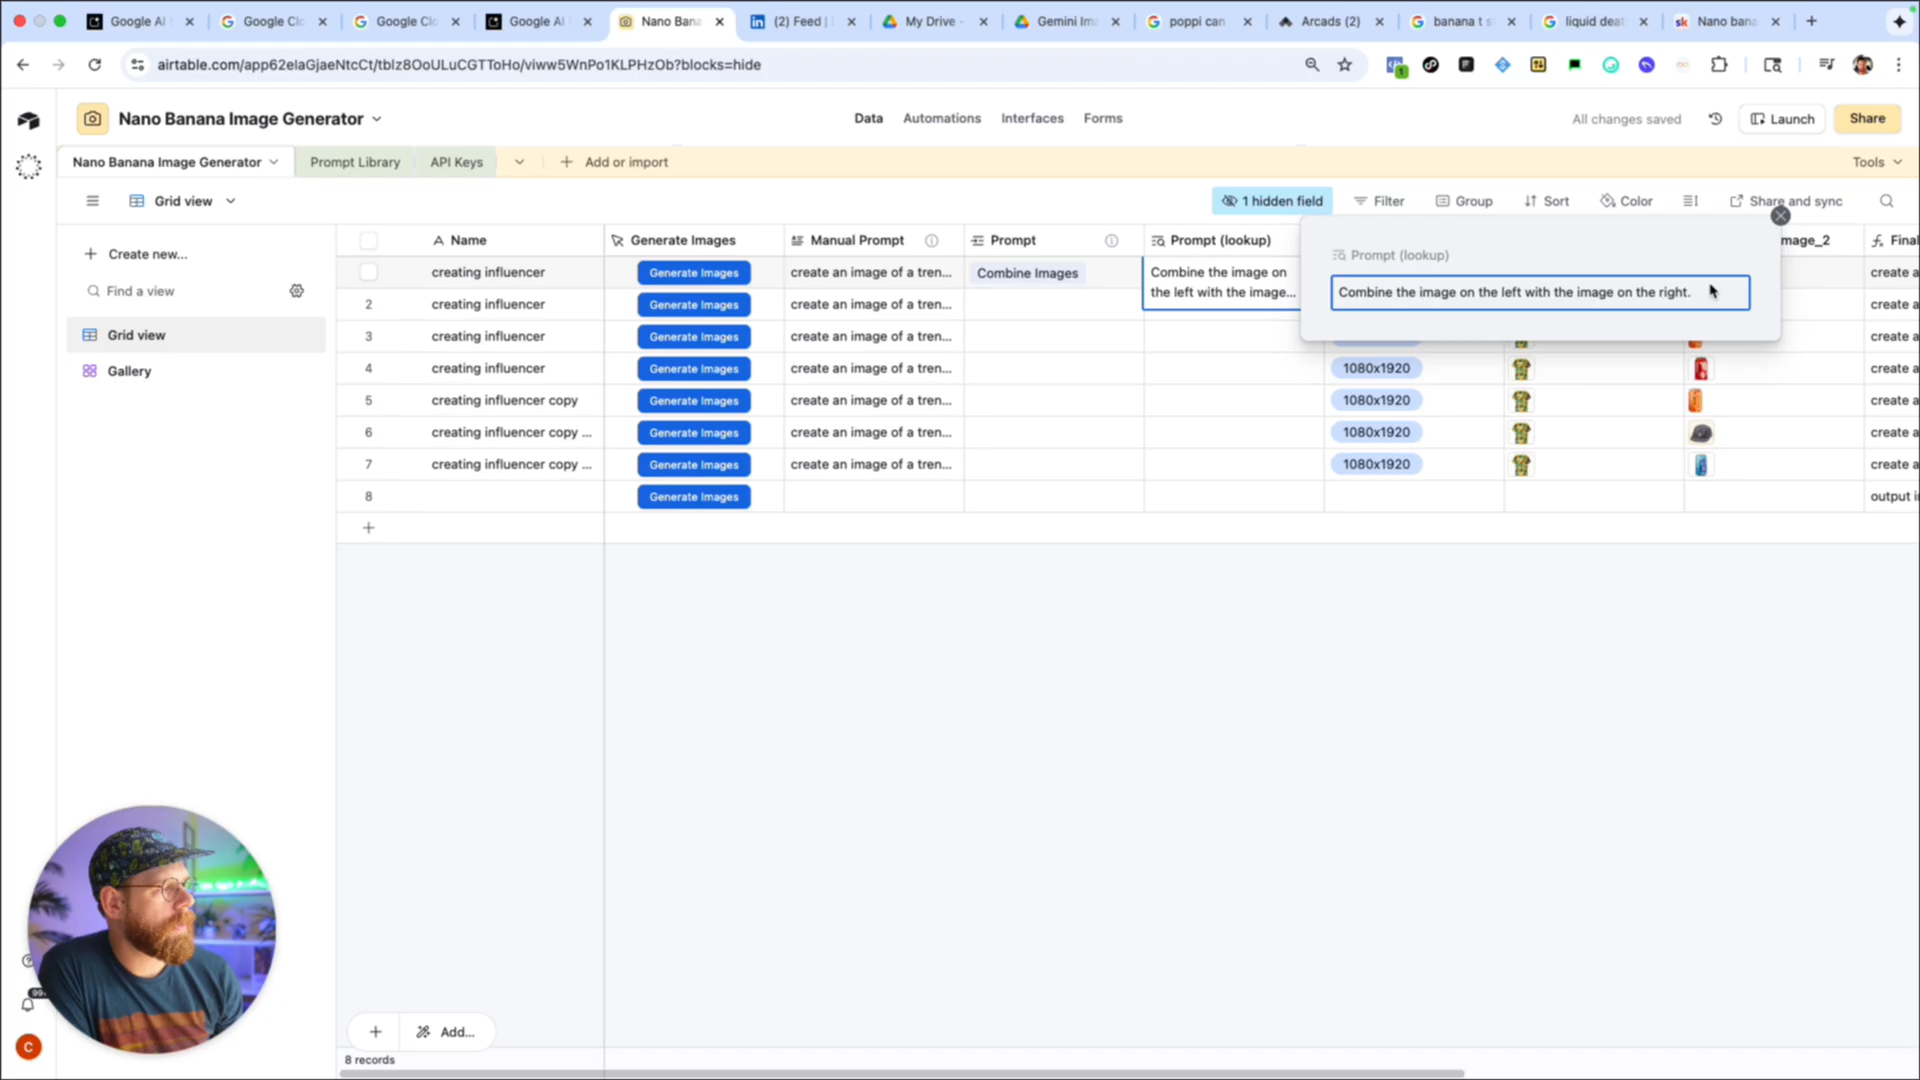 Google AI S
Google Clo
Google Clo
Google AI
Nano Bana
(2) Feed |
My Drive -
Gemini Im
poppi can
Arcads (2)
banana t s
liquid deat
Nano bana
airtable.com/app62elaGjaeNtcCt/tblz8OoULuCGTToHo/viww5WnPo1KLPHzOb?blocks=hide
Nano Banana Image Generator
Data
Automations
Interfaces
Forms
All changes saved
Launch
Share
Nano Banana Image Generator
Prompt Library
API Keys
Add or import
Tools
Grid view
1 hidden field
Filter
Group
Sort
Color
Share and sync
Create new...
Find a view
Grid view
Gallery
Name
Generate Images
Manual Prompt
Prompt
Prompt (lookup)
mage_2
Final
creating influencer
Generate Images
create an image of a tren...
Combine Images
Combine the image on
the left with the image...
create a
Prompt (lookup)
Combine the image on the left with the image on the right.
2
creating influencer
Generate Images
create an image of a tren...
create a
3
creating influencer
Generate Images
create an image of a tren...
create a
4
creating influencer
Generate Images
create an image of a tren...
1080x1920
create a
5
creating influencer copy
Generate Images
create an image of a tren...
1080x1920
create a
6
creating influencer copy ...
Generate Images
create an image of a tren...
1080x1920
create a
7
creating influencer copy ...
Generate Images
create an image of a tren...
1080x1920
create a
8
Generate Images
output i
Add...
8 records
99+
C